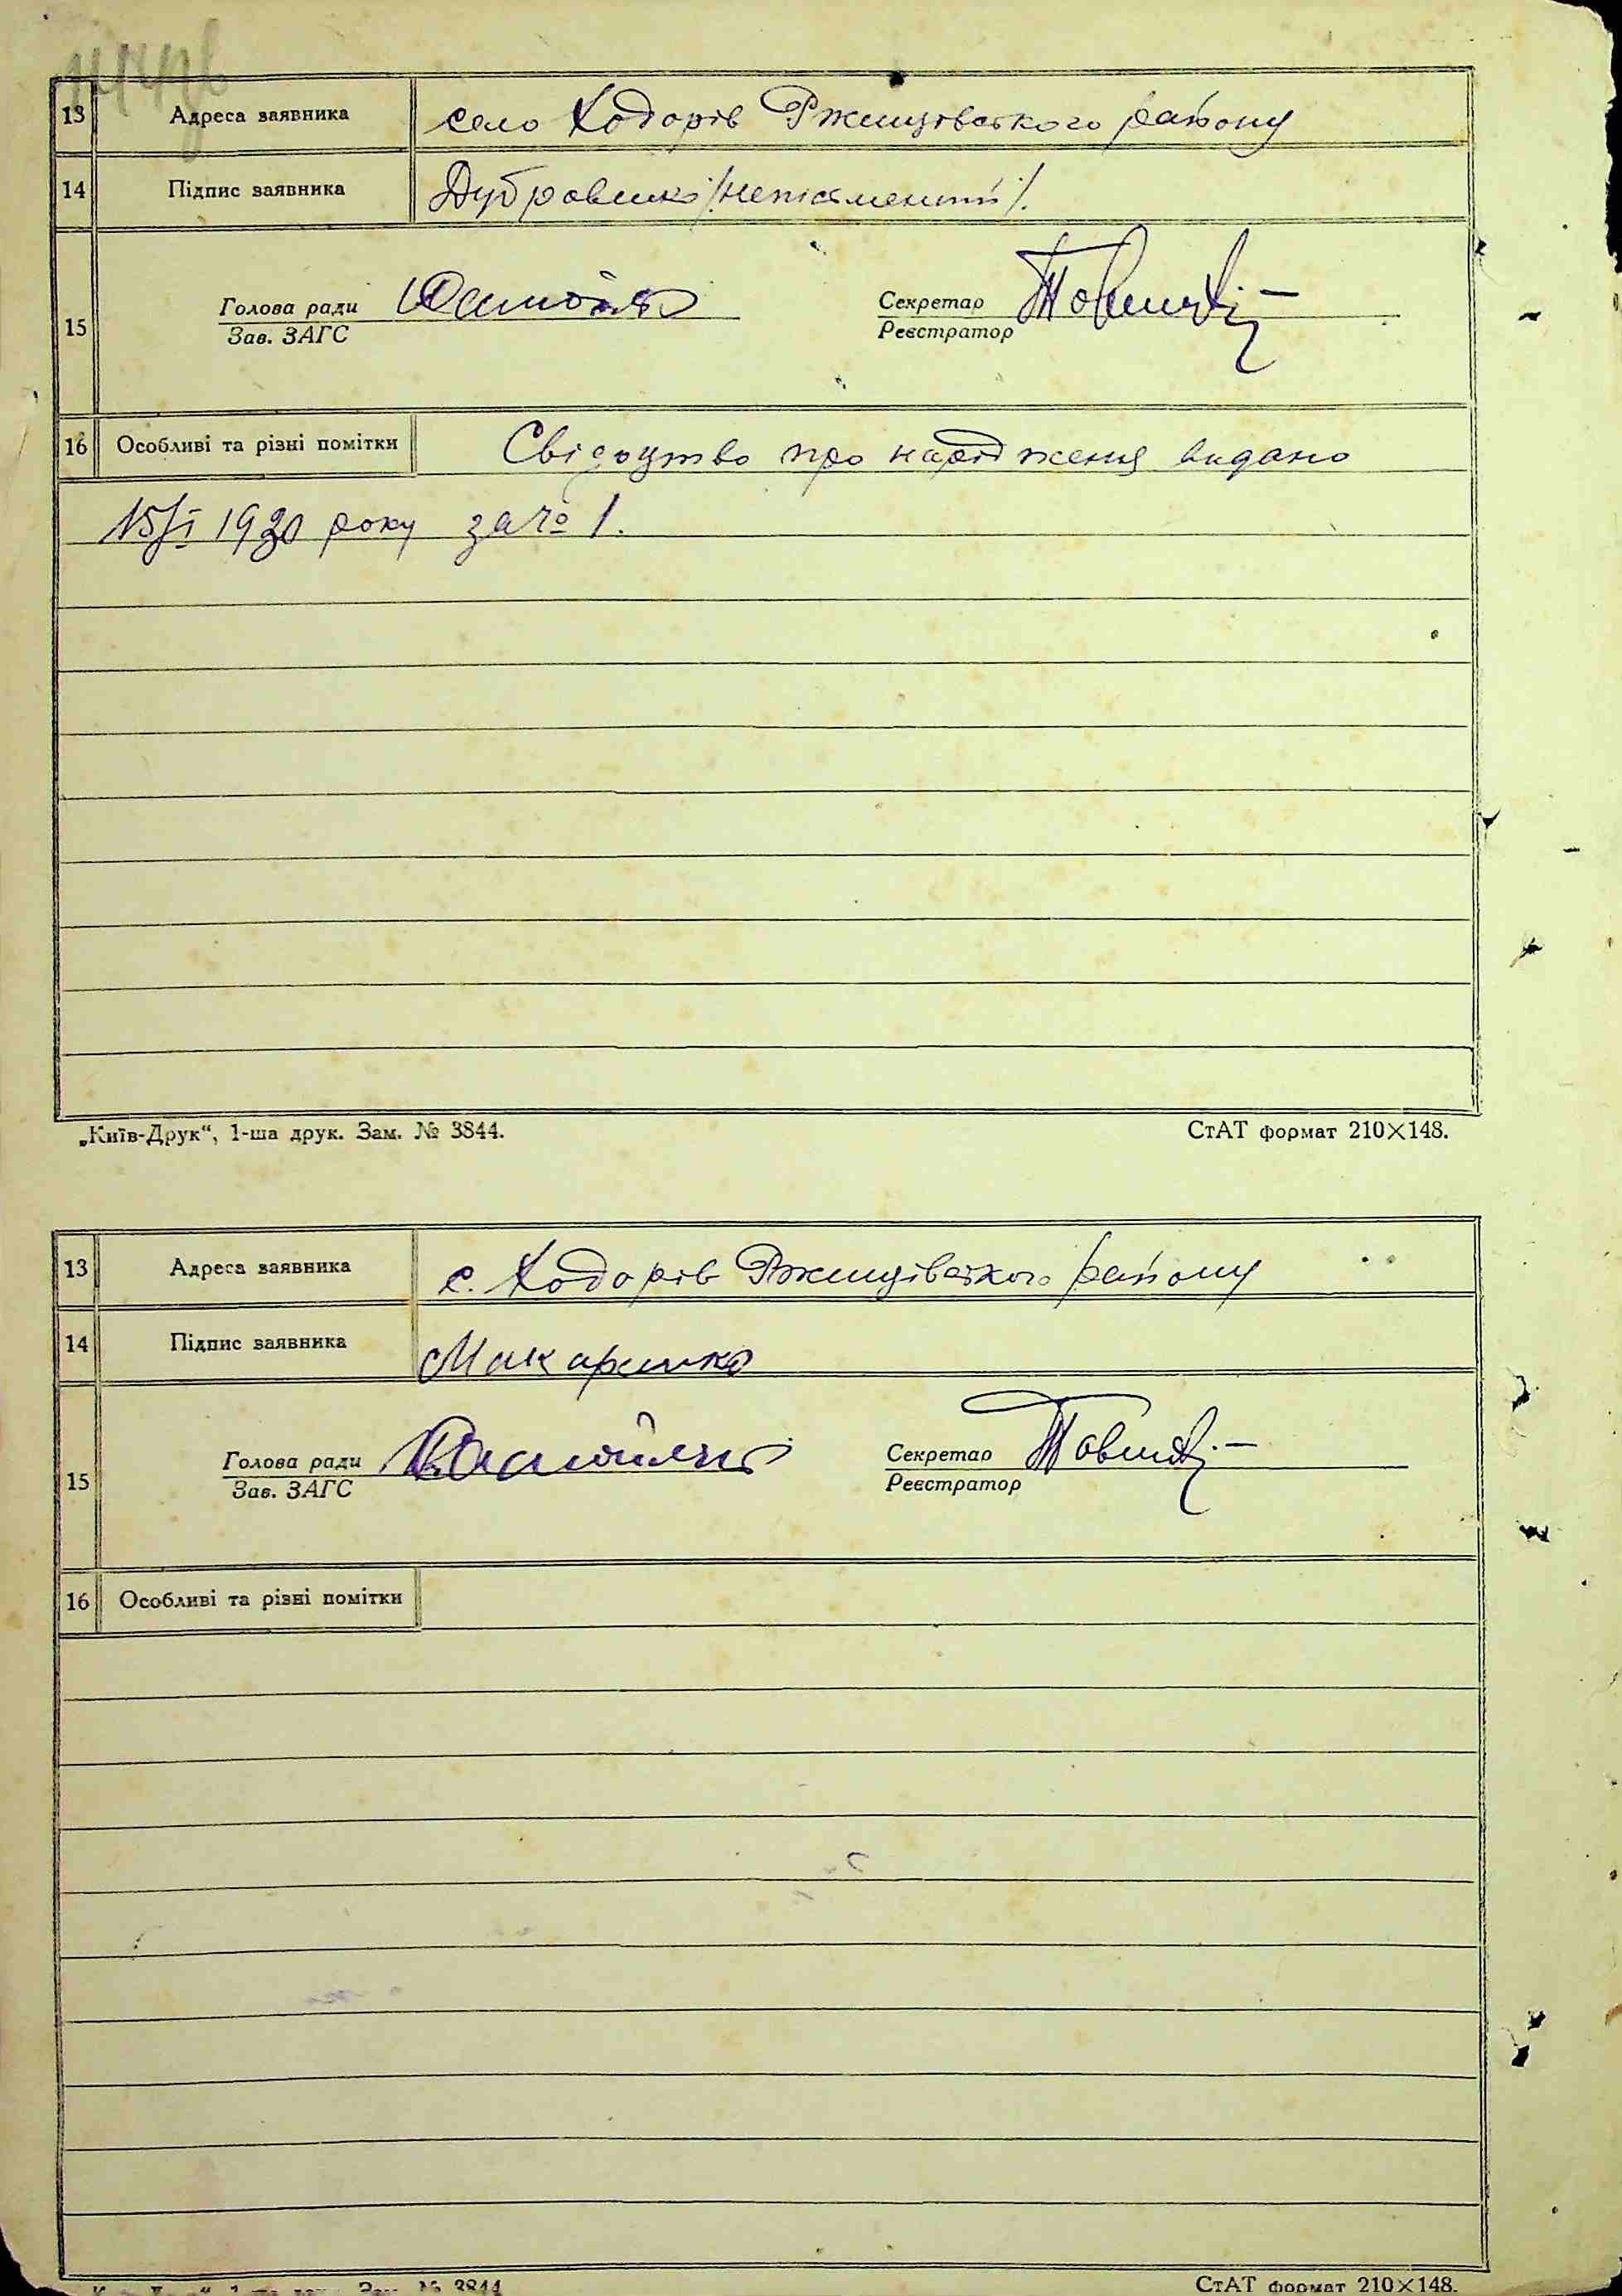 13 Адреса заявника село Ходорів Ржищівського району
14 Підпис заявника Дубровенко /неписьменний/.
15 Голова ради Секретар
Зав. ЗАГС Реєстратор
16 Особливі та різні помітки Свідоцтво про народження видано
15/I 1930 року за № 1.
„Київ-Друк“, 1-ша друк. Зам. № 3844. СтАТ формат 210×148.
13 Адреса заявника с. Ходорів Ржищівського району
14 Підпис заявника Макаренко
15 Голова ради Секретар
Зав. ЗАГС Реєстратор
16 Особливі та різні помітки
Зам. № 3844 СтАТ формат 210×148.